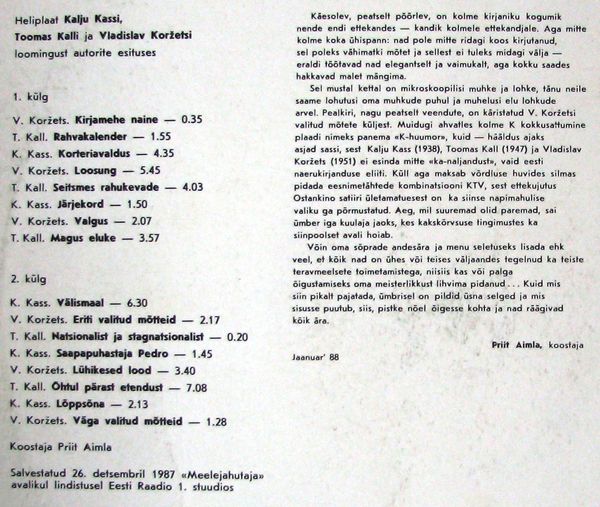 Heliplaat Kalju Kassi,
Toomas Kalli ja Vladislav Koržetsi
loomingust autorite esituses
1. külg
V. Koržets. Kirjamehe naine — 0.35
T. Kall. Rahvakalender — 1.55
K. Kass. Korteriavaldus — 4.35
V. Koržets. Loosung — 5.45
T. Kall. Seitsmes rahukevade — 4.03
K. Kass. Järjekord — 1.50
V. Koržets. Valgus — 2.07
T. Kall. Magus eluke — 3.57
2. külg
K. Kass. Välismaal — 6.30
V. Koržets. Eriti valitud mõtteid — 2.17
T. Kall. Natsionalist ja stagnatsionalist — 0.20
K. Kass. Saapapuhastaja Pedro — 1.45
V. Koržets. Lühikesed lood — 3.40
T. Kall. Õhtul pärast etendust — 7.08
K. Kass. Lõppsõna — 2.13
V. Koržets. Väga valitud mõtteid — 1.28
Koostaja Priit Aimla
Salvestatud 26. detsembril 1987 «Meelejahutaja»
avalikul lindistusel Eesti Raadio 1. stuudios
Käesolev, peatselt pöörlev, on kolme kirjaniku kogumik
nende endi ettekandes — kandik kolmele ettekandjale. Aga mitte
kolme koka ühispann: nad pole mitte ridagi koos kirjutanud,
sel poleks vähimatki mõtet ja sellest ei tuleks midagi välja —
eraldi töötavad nad elegantselt ja vaimukalt, aga kokku saades
hakkavad malet mängima.
Sel mustal kettal on mikroskoopilisi muhke ja lohke, tänu neile
saame lohutusi oma muhkude puhul ja muhelusi elu lohkude
arvel. Pealkiri, nagu peatselt veendute, on käristatud V. Koržetsi
valitud mõtete küljest. Muidugi ahvatles kolme K kokkusattumine
plaadi nimeks panema «K-huumor», kuid — hääldus ajaks
asjad sassi, sest Kalju Kass (1938), Toomas Kall (1947) ja Vladislav
Koržets (1951) ei esinda mitte «ka-naljandust», vaid eesti
naerukirjanduse eliiti. Küll aga maksab võrdluse huvides silmas
pidada eesnimetähtede kombinatsiooni KTV, sest ettekujutus
Ostankino satiiri ületamatusest on ka siinse napimahulise
valiku ga põrmustatud. Aeg, mil suuremad olid paremad, sai
ümber iga kuulaja jaoks, kes kakskõrvsuse tingimustes ka
siinpoolset avali hoiab.
Võin oma sõprade andesära ja menu seletuseks lisada ehk
veel, et kõik nad on ühes või teises väljaandes tegelnud ka teiste
teravmeelsete toimetamistega, niisiis kas või palga
õigustamiseks oma meisterlikkust lihvima pidanud... Kuid mis
siin pikalt pajatada, ümbrisel on pildid üsna selged ja mis
sisusse puutub, siis, pistke nõel õigesse kohta ja nad räägivad
kõik ära.
Priit Aimla, koostaja
Jaanuar' 88